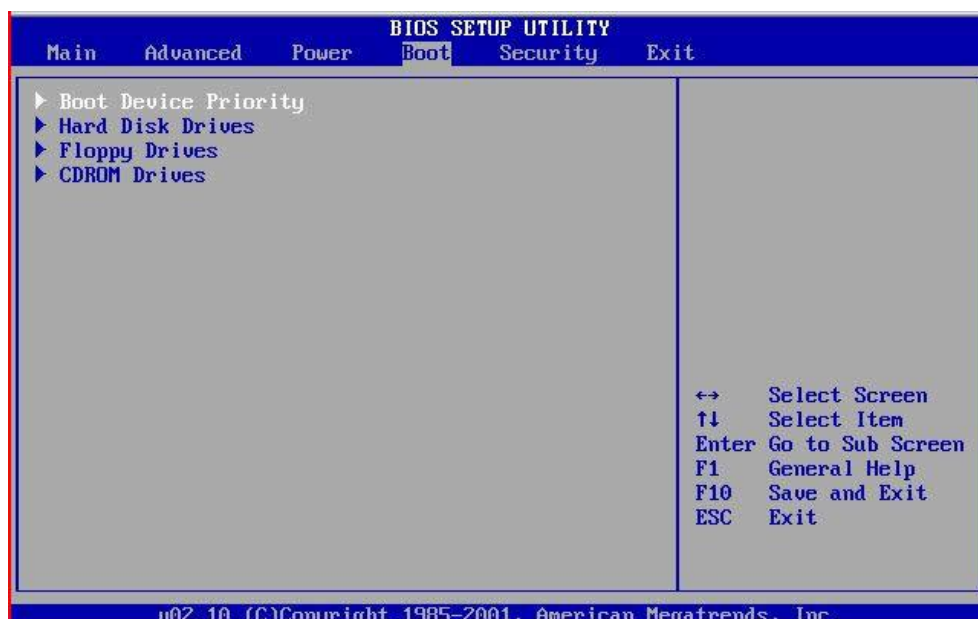 BIOS SETUP UTILITY
Main Advanced Power Boot Security Exit
Boot Device Priority
Hard Disk Drives
Floppy Drives
CDROM Drives
←→ Select Screen
↑↓ Select Item
Enter Go to Sub Screen
F1 General Help
F10 Save and Exit
ESC Exit
v02.10 (C)Copyright 1985-2001, American Megatrends, Inc